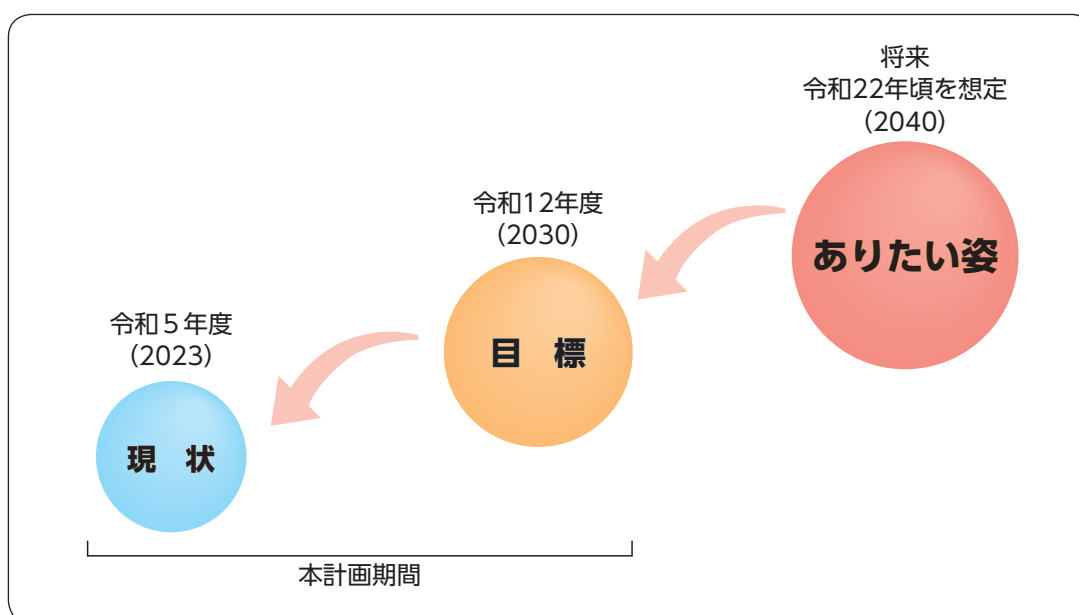 将来
令和22年頃を想定
(2040)
ありたい姿
令和12年度
(2030)
目　標
令和５年度
(2023)
現　状
本計画期間